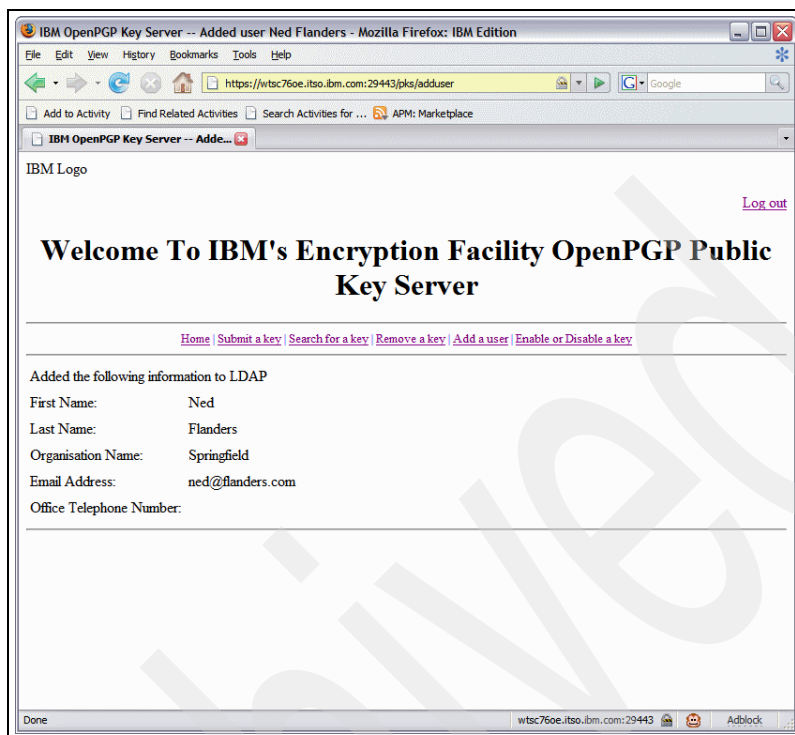 IBM OpenPGP Key Server -- Added user Ned Flanders - Mozilla Firefox: IBM Edition
File Edit View History Bookmarks Tools Help
https://wtsc76oe.itso.ibm.com:29443/pks/adduser G Google
Add to Activity Find Related Activities Search Activities for ... APM: Marketplace
IBM OpenPGP Key Server -- Adde...
IBM Logo
Log out
Welcome To IBM's Encryption Facility OpenPGP Public
Key Server
Home | Submit a key | Search for a key | Remove a key | Add a user | Enable or Disable a key
Added the following information to LDAP
First Name: Ned
Last Name: Flanders
Organisation Name: Springfield
Email Address: ned@flanders.com
Office Telephone Number:
Done wtsc76oe.itso.ibm.com:29443 Adblock